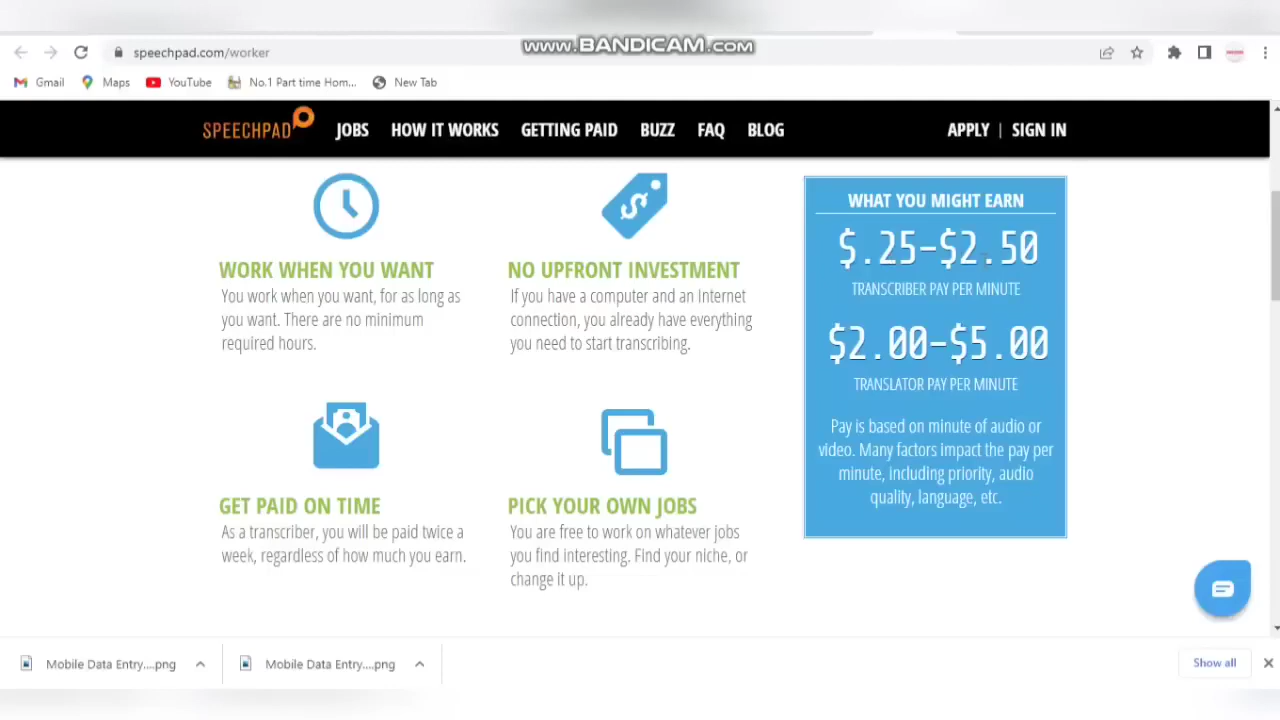 www.BANDICAM.com
speechpad.com/worker
Gmail Maps YouTube No.1 Part time Hom... New Tab
SPEECHPAD JOBS HOW IT WORKS GETTING PAID BUZZ FAQ BLOG APPLY | SIGN IN
WORK WHEN YOU WANT
You work when you want, for as long as
you want. There are no minimum
required hours.
NO UPFRONT INVESTMENT
If you have a computer and an Internet
connection, you already have everything
you need to start transcribing.
GET PAID ON TIME
As a transcriber, you will be paid twice a
week, regardless of how much you earn.
PICK YOUR OWN JOBS
You are free to work on whatever jobs
you find interesting. Find your niche, or
change it up.
WHAT YOU MIGHT EARN
$.25-$2.50
TRANSCRIBER PAY PER MINUTE
$2.00-$5.00
TRANSLATOR PAY PER MINUTE
Pay is based on minute of audio or
video. Many factors impact the pay per
minute, including priority, audio
quality, language, etc.
Mobile Data Entry....png Mobile Data Entry....png Show all